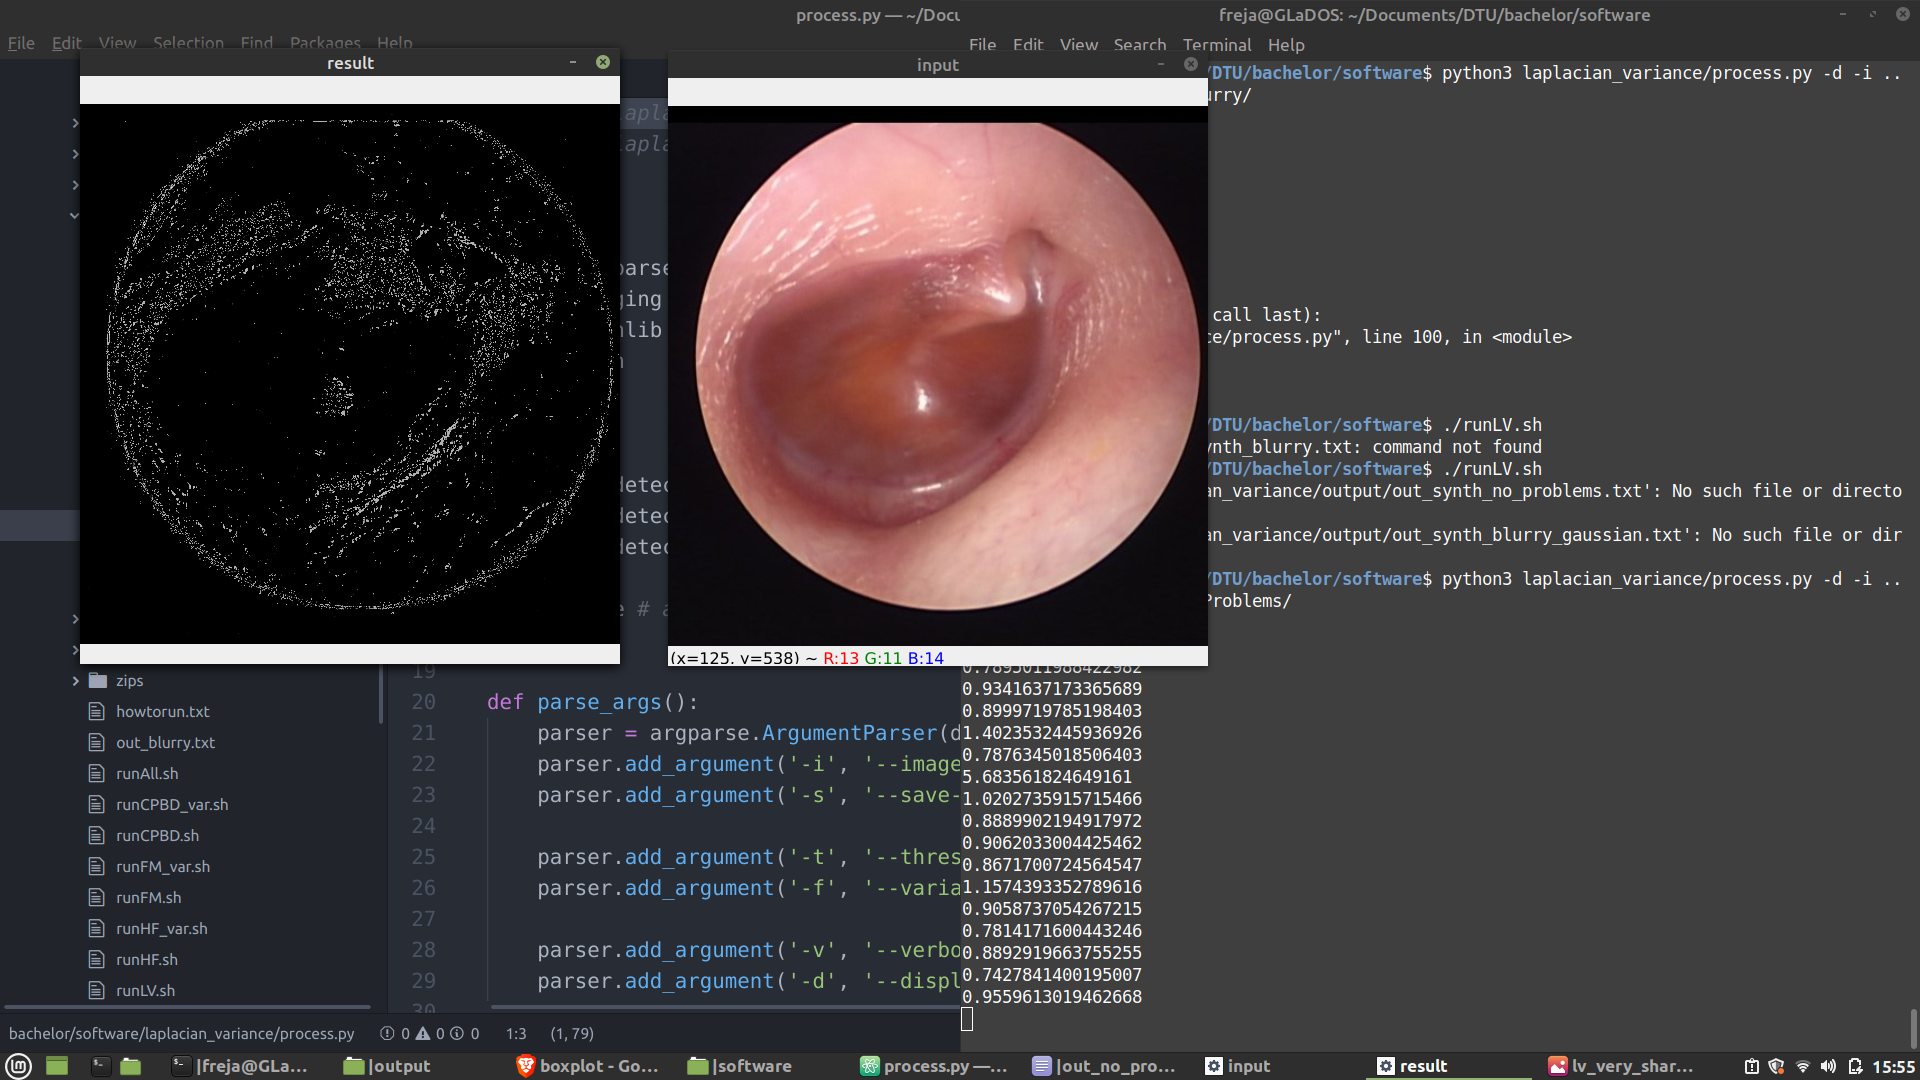 process.py — ~/Docu
freja@GLaDOS: ~/Documents/DTU/bachelor/software
File Edit View Selection Find Packages Help
File Edit View Search Terminal Help
result
input
/DTU/bachelor/software$ python3 laplacian_variance/process.py -d -i ..
urry/
call last):
ce/process.py", line 100, in <module>
/DTU/bachelor/software$ ./runLV.sh
ynth_blurry.txt: command not found
/DTU/bachelor/software$ ./runLV.sh
an_variance/output/out_synth_no_problems.txt': No such file or directo
an_variance/output/out_synth_blurry_gaussian.txt': No such file or dir
/DTU/bachelor/software$ python3 laplacian_variance/process.py -d -i ..
Problems/
(x=125, y=538) ~ R:13 G:11 B:14
0.7895011988422982
0.9341637173365689
0.8999719785198403
1.4023532445936926
0.7876345018506403
5.683561824649161
1.0202735915715466
0.8889902194917972
0.9062033004425462
0.8671700724564547
1.1574393352789616
0.9058737054267215
0.7814171600443246
0.8892919663755255
0.7427841400195007
0.9559613019462668
lapla
lapla
parse
ging
nlib
n
detec
detec
detec
e # a
19
20 def parse_args():
21 parser = argparse.ArgumentParser(d
22 parser.add_argument('-i', '--image
23 parser.add_argument('-s', '--save-
24
25 parser.add_argument('-t', '--thres
26 parser.add_argument('-f', '--varia
27
28 parser.add_argument('-v', '--verbo
29 parser.add_argument('-d', '--displ
30
zips
howtorun.txt
out_blurry.txt
runAll.sh
runCPBD_var.sh
runCPBD.sh
runFM_var.sh
runFM.sh
runHF_var.sh
runHF.sh
runLV.sh
bachelor/software/laplacian_variance/process.py 0 0 0 1:3 (1, 79)
|freja@GLa... |output boxplot - Go... |software process.py —... |out_no_pro... input result lv_very_shar... 15:55